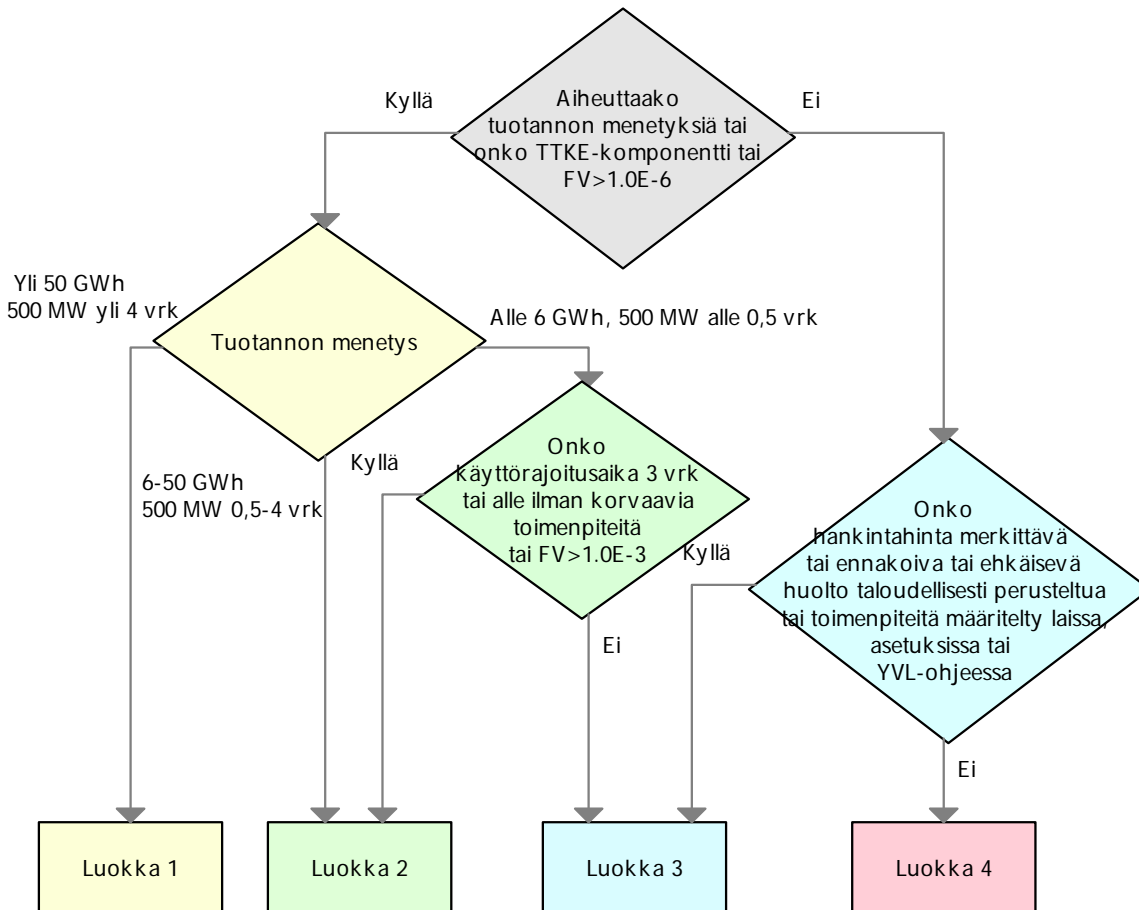 Kyllä
Aiheuttaako
tuotannon menetyksiä tai
onko TTKE-komponentti tai
FV>1.0E-6
Ei
Yli 50 GWh
500 MW yli 4 vrk
Tuotannon menetys
Alle 6 GWh, 500 MW alle 0,5 vrk
6-50 GWh
500 MW 0,5-4 vrk
Kyllä
Onko
käyttörajoitusaika 3 vrk
tai alle ilman korvaavia
toimenpiteitä
tai FV>1.0E-3
Ei
Kyllä
Onko
hankintahinta merkittävä
tai ennakoiva tai ehkäisevä
huolto taloudellisesti perusteltua
tai toimenpiteitä määritelty laissa,
asetuksissa tai
YVL-ohjeessa
Ei
Luokka 1
Luokka 2
Luokka 3
Luokka 4